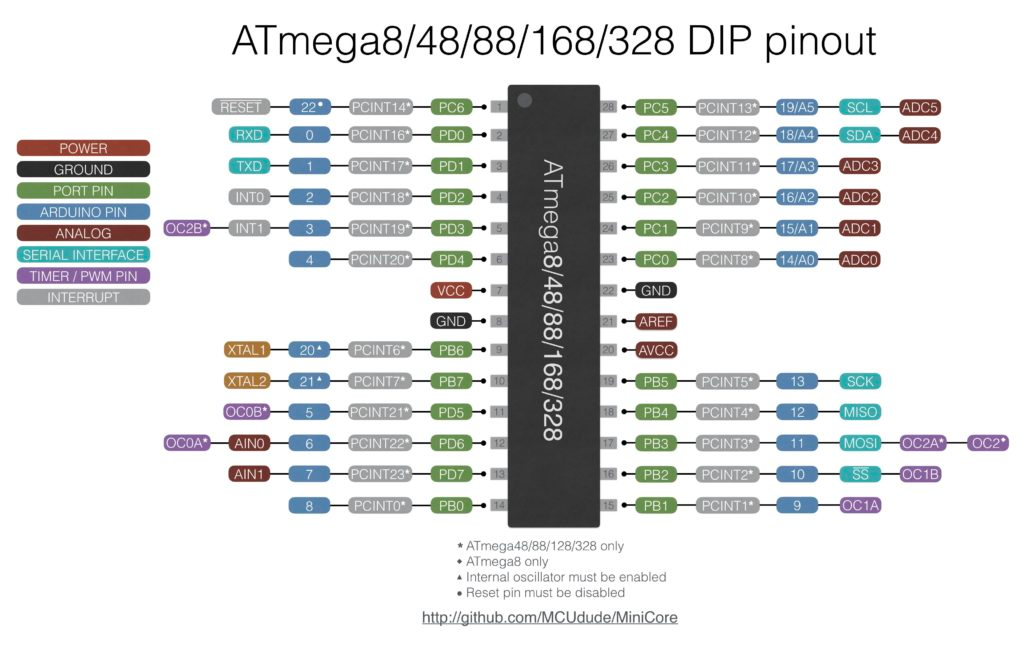 ATmega8/48/88/168/328 DIP pinout
RESET 22● PCINT14* PC6 1 28 PC5 PCINT13* 19/A5 SCL ADC5
RXD 0 PCINT16* PD0 2 27 PC4 PCINT12* 18/A4 SDA ADC4
POWER
TXD 1 PCINT17* PD1 3 26 PC3 PCINT11* 17/A3 ADC3
GROUND
PORT PIN
INT0 2 PCINT18* PD2 4 25 PC2 PCINT10* 16/A2 ADC2
ARDUINO PIN
OC2B* INT1 3 PCINT19* PD3 5 24 PC1 PCINT9* 15/A1 ADC1
ANALOG
SERIAL INTERFACE
4 PCINT20* PD4 6 23 PC0 PCINT8* 14/A0 ADC0
TIMER / PWM PIN
INTERRUPT
VCC 7 22 GND
GND 8 21 AREF
XTAL1 20▲ PCINT6* PB6 9 20 AVCC
XTAL2 21▲ PCINT7* PB7 10 19 PB5 PCINT5* 13 SCK
OC0B* 5 PCINT21* PD5 11 18 PB4 PCINT4* 12 MISO
OC0A* AIN0 6 PCINT22* PD6 12 17 PB3 PCINT3* 11 MOSI OC2A* OC2◆
AIN1 7 PCINT23* PD7 13 16 PB2 PCINT2* 10 SS OC1B
8 PCINT0* PB0 14 15 PB1 PCINT1* 9 OC1A
ATmega8/48/88/168/328
* ATmega48/88/128/328 only
◆ ATmega8 only
▲ Internal oscillator must be enabled
● Reset pin must be disabled
http://github.com/MCUdude/MiniCore